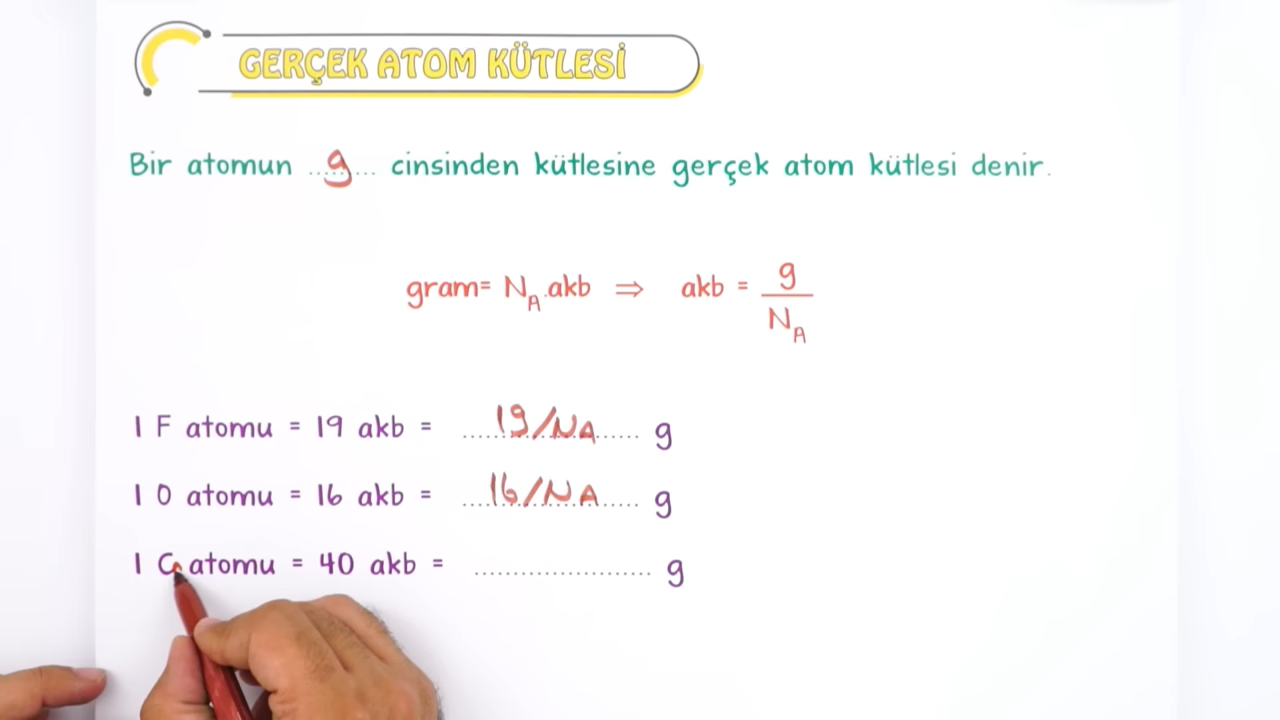 GERÇEK ATOM KÜTLESİ
Bir atomun ...g... cinsinden kütlesine gerçek atom kütlesi denir.
gram= N_A.akb ⇒ akb = g/N_A
1 F atomu = 19 akb = 19/NA g
1 O atomu = 16 akb = 16/NA g
1 C atomu = 40 akb = ........................ g